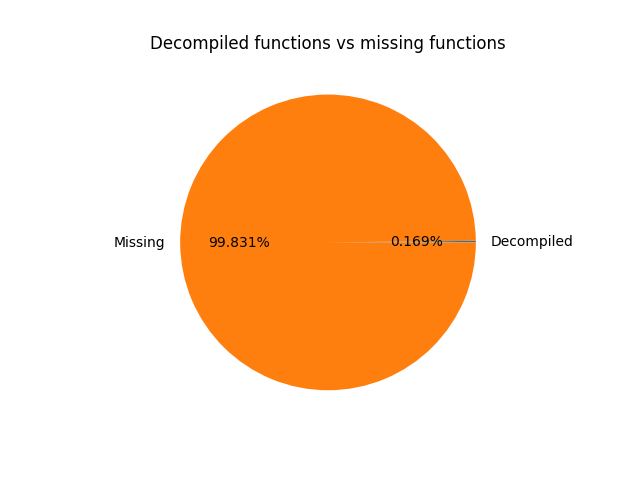 Decompiled functions vs missing functions
Missing
99.831%
0.169%
Decompiled